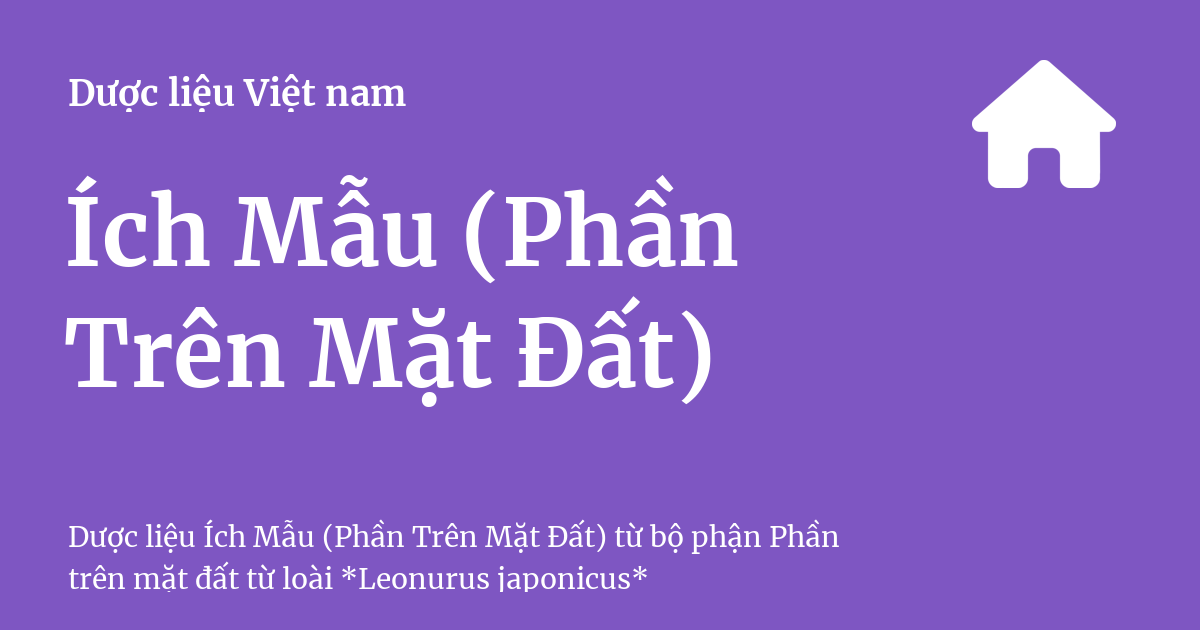 Dược liệu Việt nam
Ích Mẫu (Phần
Trên Mặt Đất)
Dược liệu Ích Mẫu (Phần Trên Mặt Đất) từ bộ phận Phần
trên mặt đất từ loài *Leonurus japonicus*